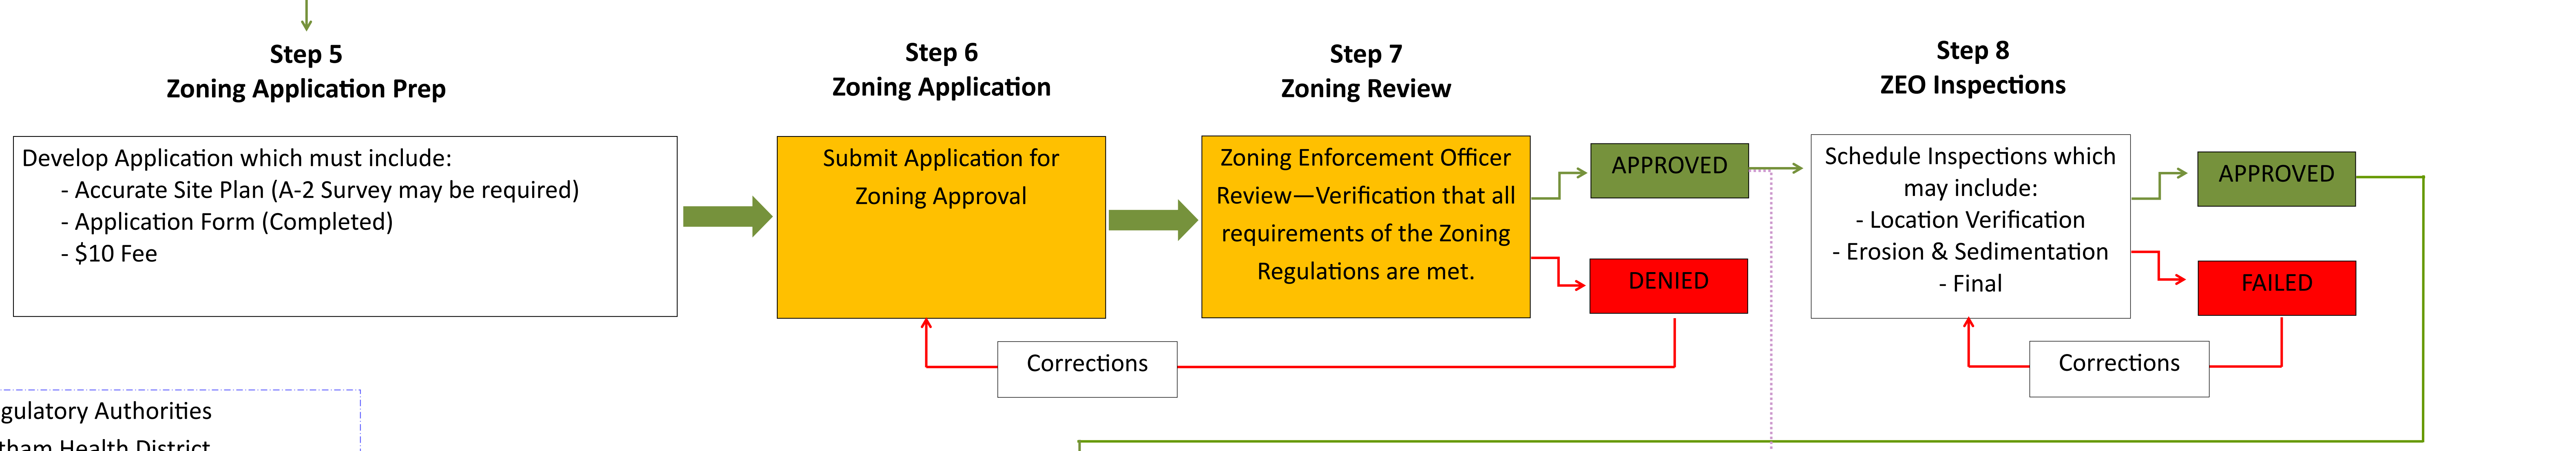 Step 5
Zoning Application Prep
Develop Application which must include:
- Accurate Site Plan (A-2 Survey may be required)
- Application Form (Completed)
- $10 Fee
Step 6
Zoning Application
Submit Application for
Zoning Approval
Step 7
Zoning Review
Zoning Enforcement Officer
Review—Verification that all
requirements of the Zoning
Regulations are met.
APPROVED
DENIED
Corrections
Step 8
ZEO Inspections
Schedule Inspections which
may include:
- Location Verification
- Erosion & Sedimentation
- Final
APPROVED
FAILED
Corrections
Authorities
Health District